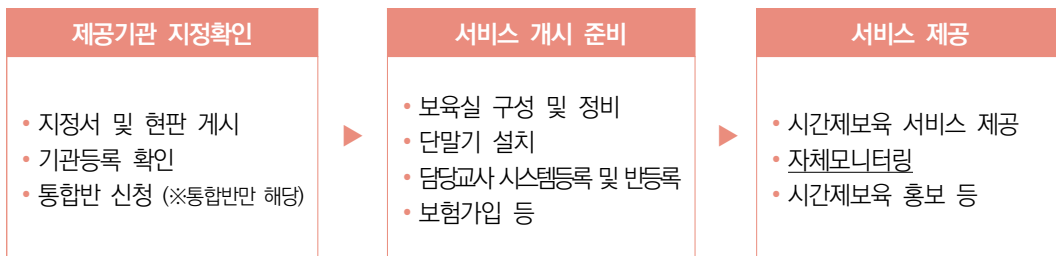 제공기관 지정확인
• 지정서 및 현판 게시
• 기관등록 확인
• 통합반 신청 (※통합반만 해당)
▶
서비스 개시 준비
• 보육실 구성 및 정비
• 단말기 설치
• 담당교사 시스템등록 및 반등록
• 보험가입 등
▶
서비스 제공
• 시간제보육 서비스 제공
• 자체모니터링
• 시간제보육 홍보 등